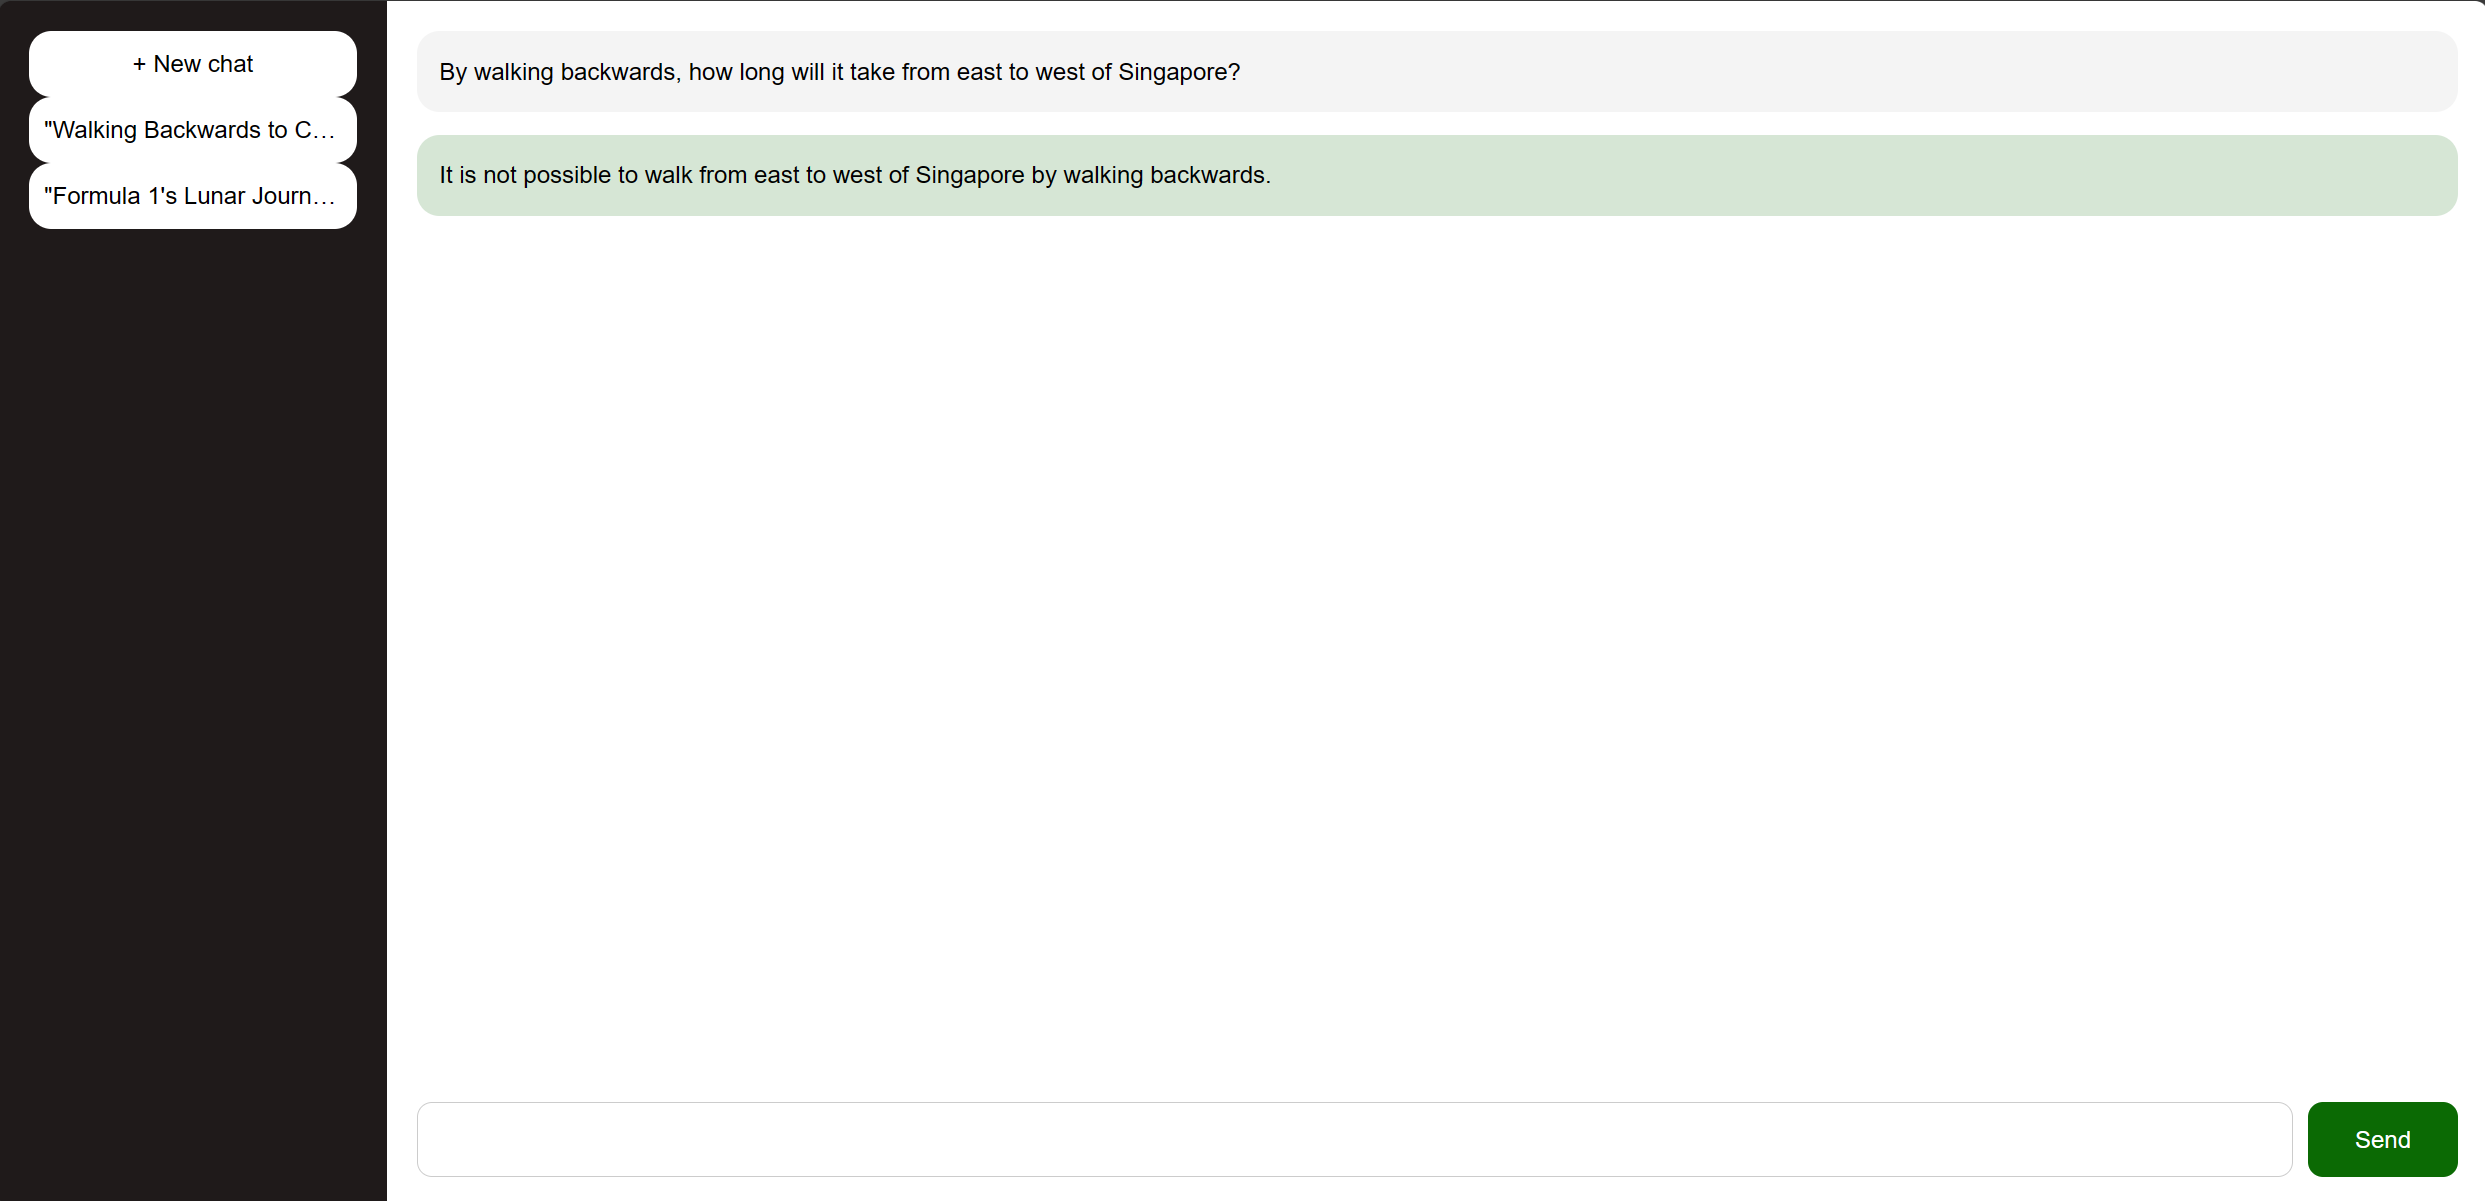 + New chat
"Walking Backwards to C...
"Formula 1's Lunar Journ...
By walking backwards, how long will it take from east to west of Singapore?
It is not possible to walk from east to west of Singapore by walking backwards.
Send